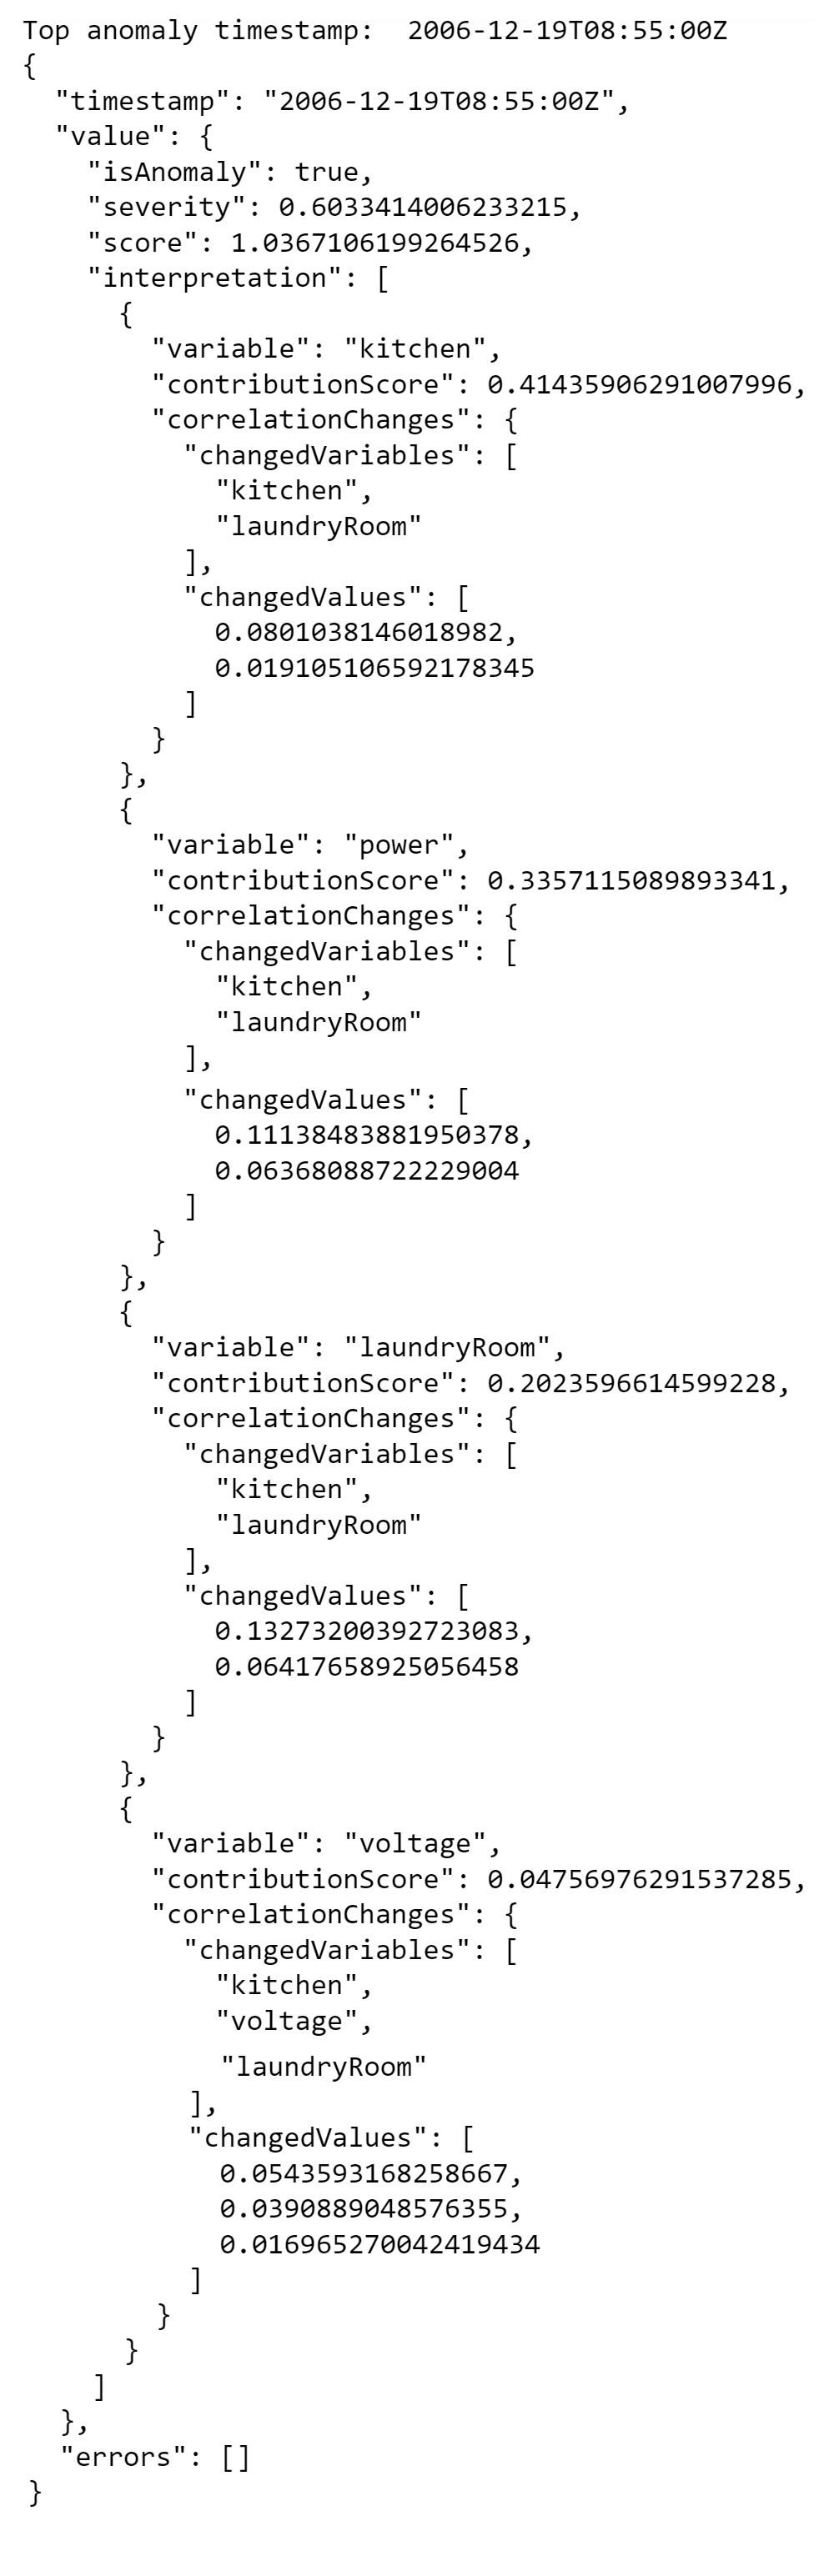 Top anomaly timestamp:  2006-12-19T08:55:00Z
{
  "timestamp": "2006-12-19T08:55:00Z",
  "value": {
    "isAnomaly": true,
    "severity": 0.6033414006233215,
    "score": 1.0367106199264526,
    "interpretation": [
      {
        "variable": "kitchen",
        "contributionScore": 0.41435906291007996,
        "correlationChanges": {
          "changedVariables": [
            "kitchen",
            "laundryRoom"
          ],
          "changedValues": [
            0.0801038146018982,
            0.019105106592178345
          ]
        }
      },
      {
        "variable": "power",
        "contributionScore": 0.3357115089893341,
        "correlationChanges": {
          "changedVariables": [
            "kitchen",
            "laundryRoom"
          ],
          "changedValues": [
            0.11138483881950378,
            0.06368088722229004
          ]
        }
      },
      {
        "variable": "laundryRoom",
        "contributionScore": 0.2023596614599228,
        "correlationChanges": {
          "changedVariables": [
            "kitchen",
            "laundryRoom"
          ],
          "changedValues": [
            0.13273200392723083,
            0.06417658925056458
          ]
        }
      },
      {
        "variable": "voltage",
        "contributionScore": 0.04756976291537285,
        "correlationChanges": {
          "changedVariables": [
            "kitchen",
            "voltage",
            "laundryRoom"
          ],
          "changedValues": [
            0.0543593168258667,
            0.0390889048576355,
            0.016965270042419434
          ]
        }
      }
    ]
  },
  "errors": []
}